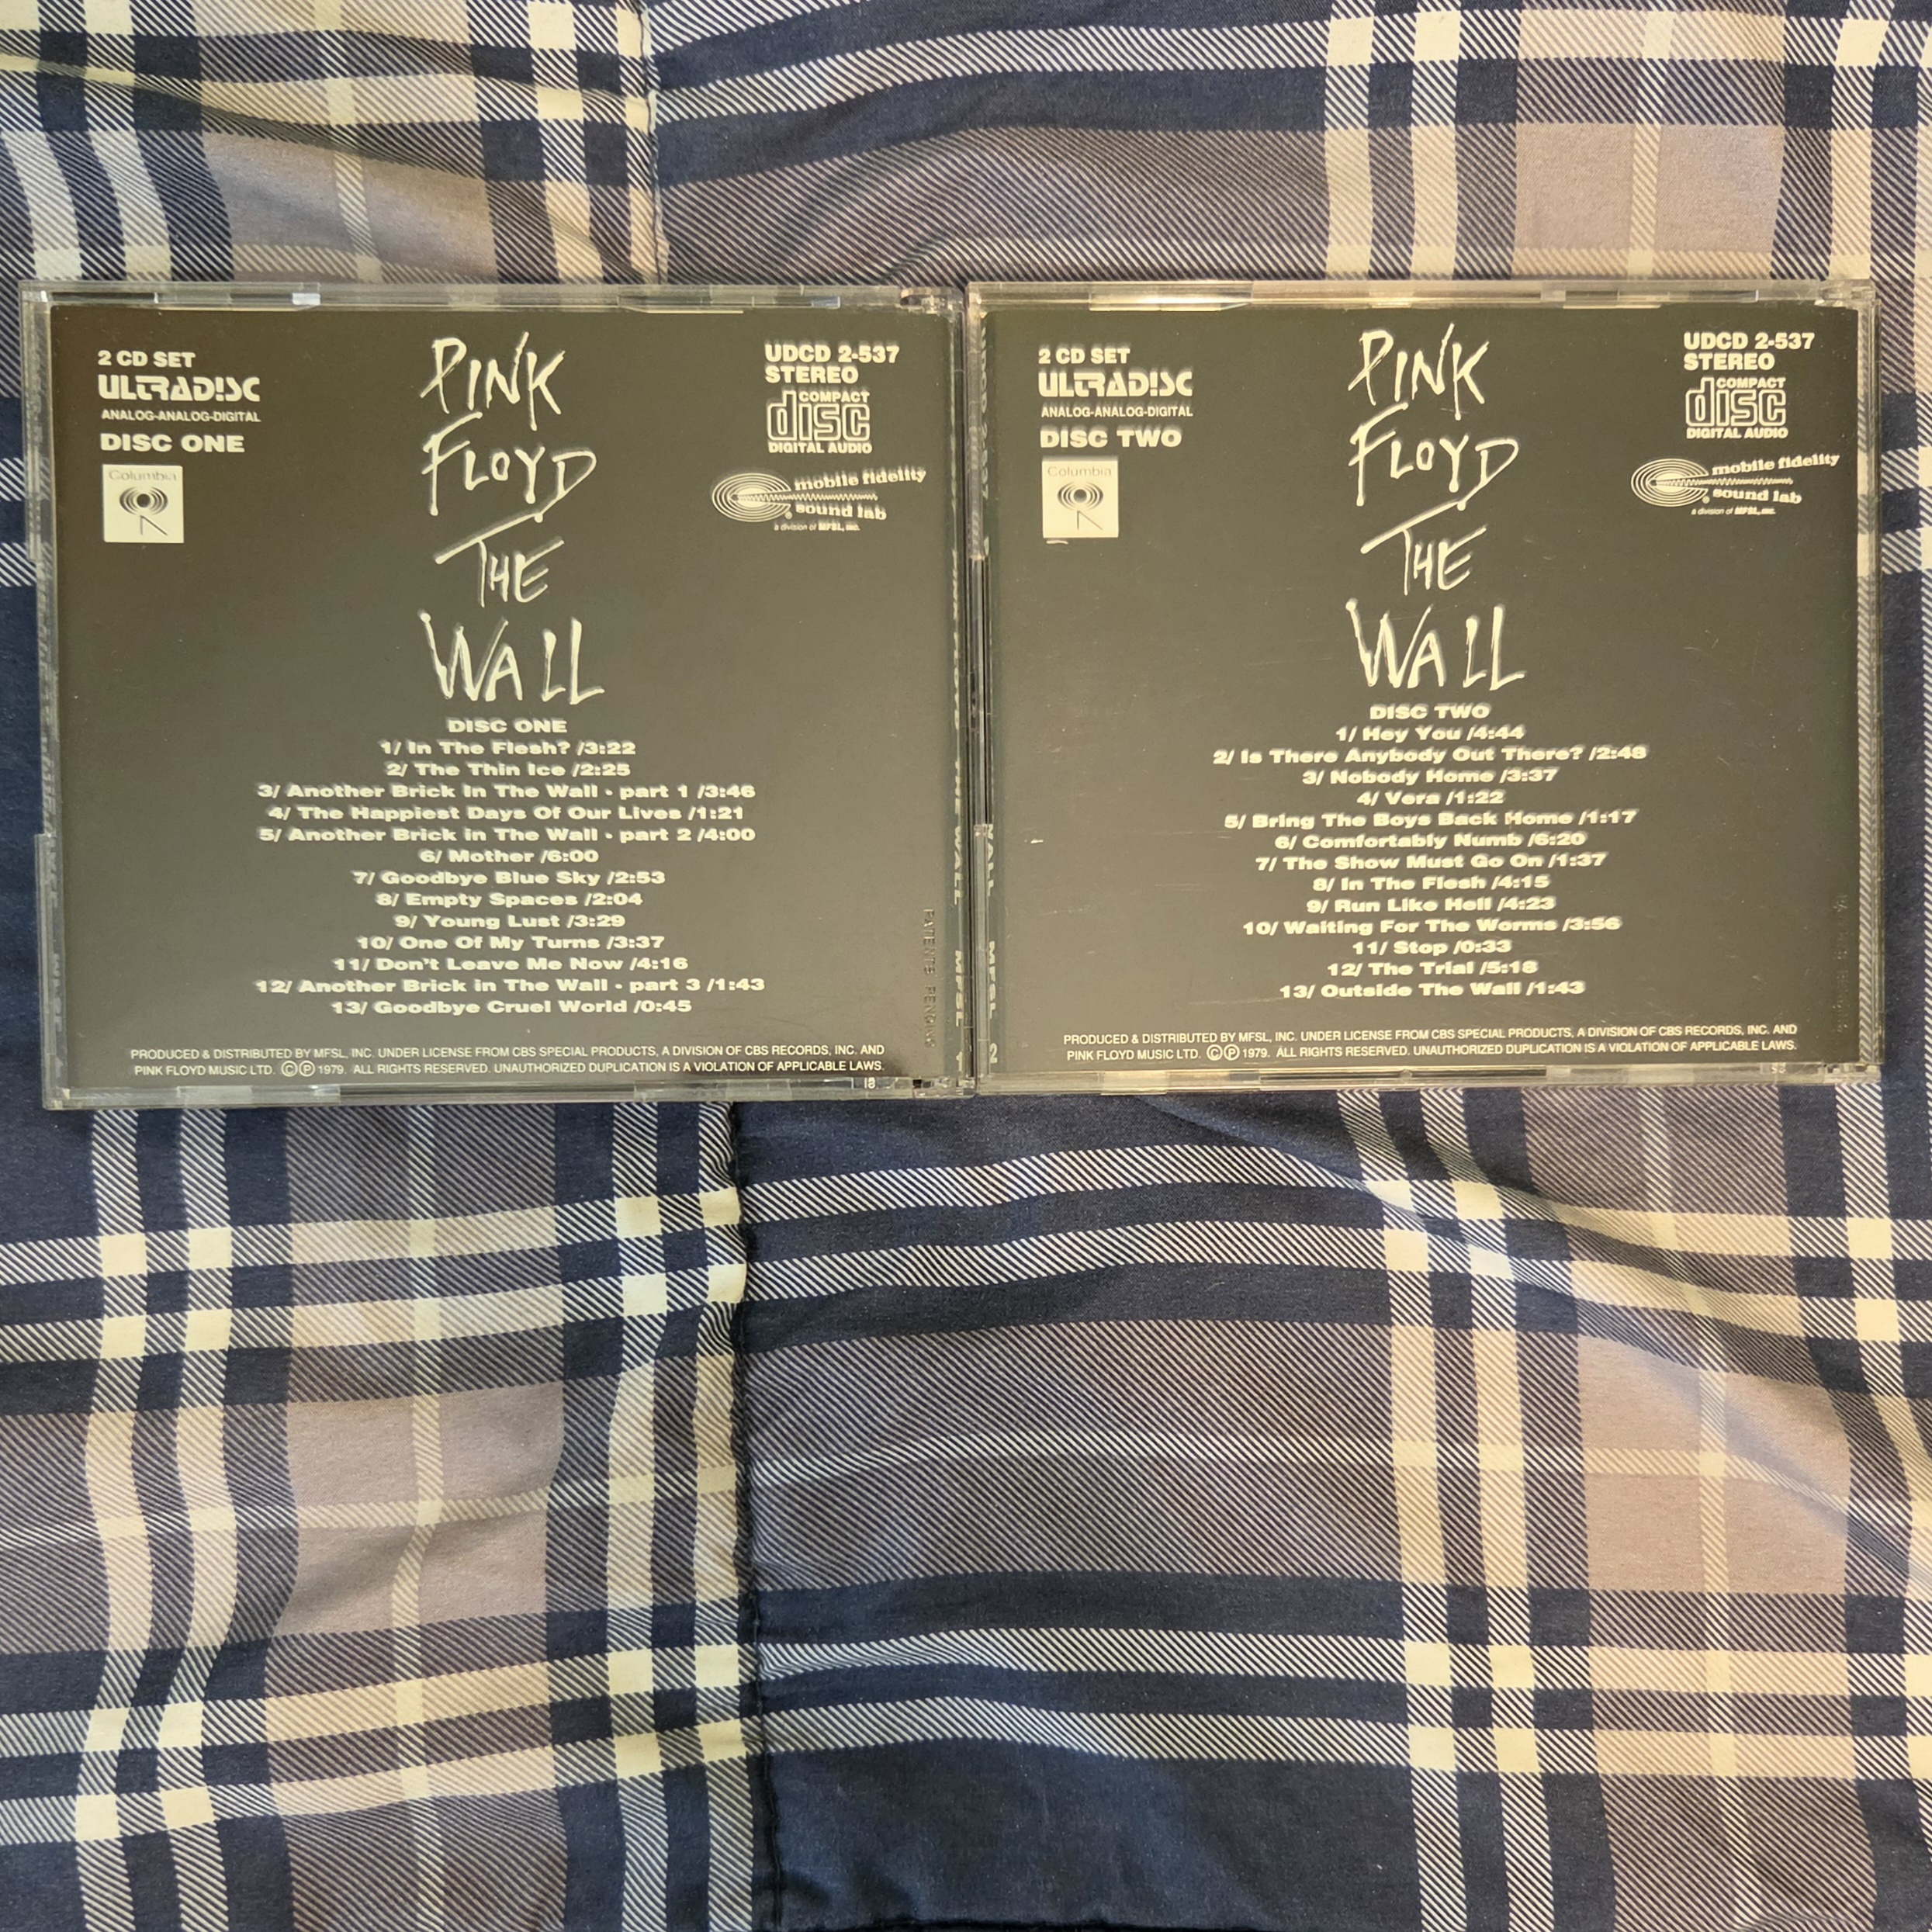 2 CD SET
ULTRADISC
ANALOG-ANALOG-DIGITAL
DISC ONE
Columbia
PINK
FLOYD
THE
WALL
UDCD 2-537
STEREO
COMPACT
disc
DIGITAL AUDIO
mobile fidelity
sound lab
a division of MFSL, inc.
DISC ONE
1/ In The Flesh? /3:22
2/ The Thin Ice /2:25
3/ Another Brick In The Wall - part 1 /3:46
4/ The Happiest Days Of Our Lives /1:21
5/ Another Brick in The Wall - part 2 /4:00
6/ Mother /6:00
7/ Goodbye Blue Sky /2:53
8/ Empty Spaces /2:04
9/ Young Lust /3:29
10/ One Of My Turns /3:37
11/ Don't Leave Me Now /4:16
12/ Another Brick in The Wall - part 3 /1:43
13/ Goodbye Cruel World /0:45
PRODUCED & DISTRIBUTED BY MFSL, INC. UNDER LICENSE FROM CBS SPECIAL PRODUCTS, A DIVISION OF CBS RECORDS, INC. AND
PINK FLOYD MUSIC LTD. ©℗ 1979. ALL RIGHTS RESERVED. UNAUTHORIZED DUPLICATION IS A VIOLATION OF APPLICABLE LAWS.
PATENTS PENDING
MFSL 1
2 CD SET
ULTRADISC
ANALOG-ANALOG-DIGITAL
DISC TWO
Columbia
PINK
FLOYD
THE
WALL
UDCD 2-537
STEREO
COMPACT
disc
DIGITAL AUDIO
mobile fidelity
sound lab
a division of MFSL, inc.
DISC TWO
1/ Hey You /4:44
2/ Is There Anybody Out There? /2:48
3/ Nobody Home /3:37
4/ Vera /1:22
5/ Bring The Boys Back Home /1:17
6/ Comfortably Numb /6:20
7/ The Show Must Go On /1:37
8/ In The Flesh /4:15
9/ Run Like Hell /4:23
10/ Waiting For The Worms /3:56
11/ Stop /0:33
12/ The Trial /5:18
13/ Outside The Wall /1:43
PRODUCED & DISTRIBUTED BY MFSL, INC. UNDER LICENSE FROM CBS SPECIAL PRODUCTS, A DIVISION OF CBS RECORDS, INC. AND
PINK FLOYD MUSIC LTD. ©℗ 1979. ALL RIGHTS RESERVED. UNAUTHORIZED DUPLICATION IS A VIOLATION OF APPLICABLE LAWS.
WALL MFSL 2